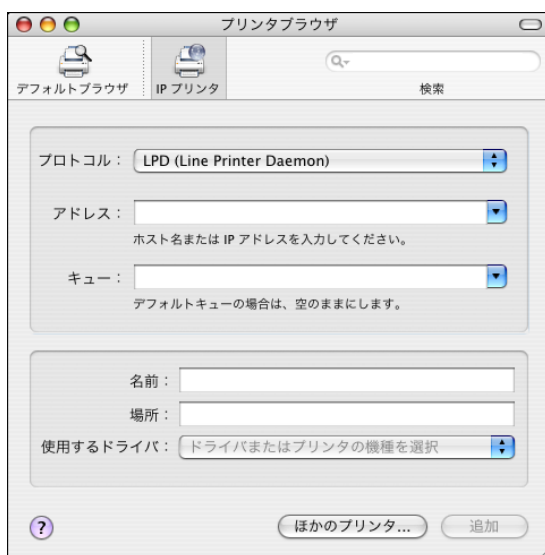 プリンタブラウザ
デフォルトブラウザ
IP プリンタ
検索
プロトコル：
LPD (Line Printer Daemon)
アドレス：
ホスト名または IP アドレスを入力してください。
キュー：
デフォルトキューの場合は、空のままにします。
名前：
場所：
使用するドライバ：
ドライバまたはプリンタの機種を選択
?
ほかのプリンタ...
追加